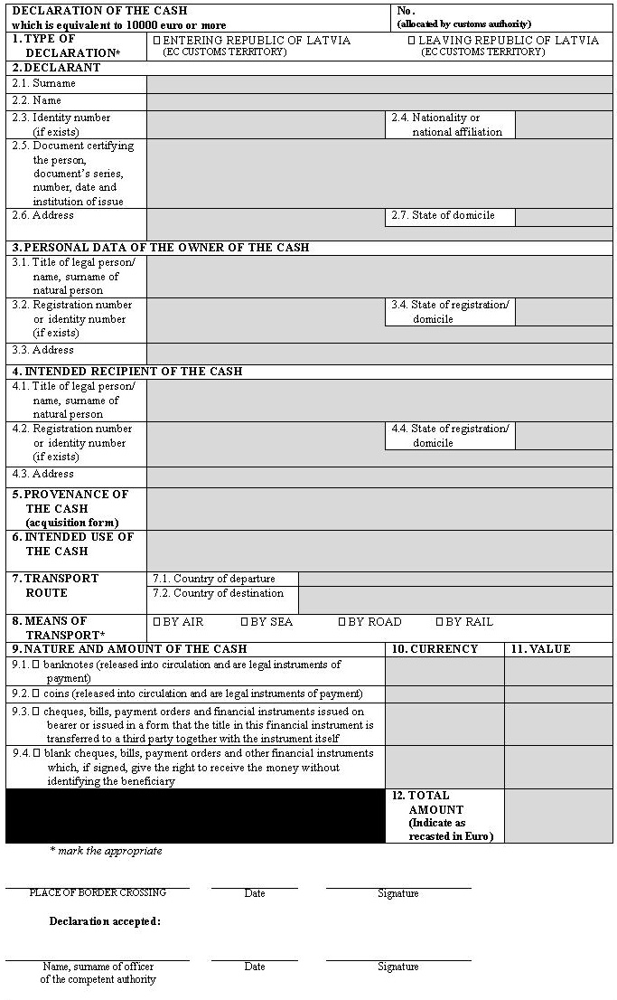 DECLARATION OF THE CASH
which is equivalent to 10000 euro or more
No.
(allocated by customs authority)
1. TYPE OF
DECLARATION*
☐ ENTERING REPUBLIC OF LATVIA
(EC CUSTOMS TERRITORY)
☐ LEAVING REPUBLIC OF LATVIA
(EC CUSTOMS TERRITORY)
2. DECLARANT
2.1. Surname
2.2. Name
2.3. Identity number
(if exists)
2.4. Nationality or
national affiliation
2.5. Document certifying
the person,
document's series,
number, date and
institution of issue
2.6. Address
2.7. State of domicile
3. PERSONAL DATA OF THE OWNER OF THE CASH
3.1. Title of legal person/
name, surname of
natural person
3.2. Registration number
or identity number
(if exists)
3.4. State of registration/
domicile
3.3. Address
4. INTENDED RECIPIENT OF THE CASH
4.1. Title of legal person/
name, surname of
natural person
4.2. Registration number
or identity number
(if exists)
4.4. State of registration/
domicile
4.3. Address
5. PROVENANCE OF
THE CASH
(acquisition form)
6. INTENDED USE OF
THE CASH
7. TRANSPORT
ROUTE
7.1. Country of departure
7.2. Country of destination
8. MEANS OF
TRANSPORT*
☐ BY AIR ☐ BY SEA ☐ BY ROAD ☐ BY RAIL
9. NATURE AND AMOUNT OF THE CASH
10. CURRENCY
11. VALUE
9.1. ☐ banknotes (released into circulation and are legal instruments of
payment)
9.2. ☐ coins (released into circulation and are legal instruments of payment)
9.3. ☐ cheques, bills, payment orders and financial instruments issued on
bearer or issued in a form that the title in this financial instrument is
transferred to a third party together with the instrument itself
9.4. ☐ blank cheques, bills, payment orders and other financial instruments
which, if signed, give the right to receive the money without
identifying the beneficiary
12. TOTAL
AMOUNT
(Indicate as
recasted in Euro)
* mark the appropriate
PLACE OF BORDER CROSSING
Date
Signature
Declaration accepted:
Name, surname of officer
of the competent authority
Date
Signature